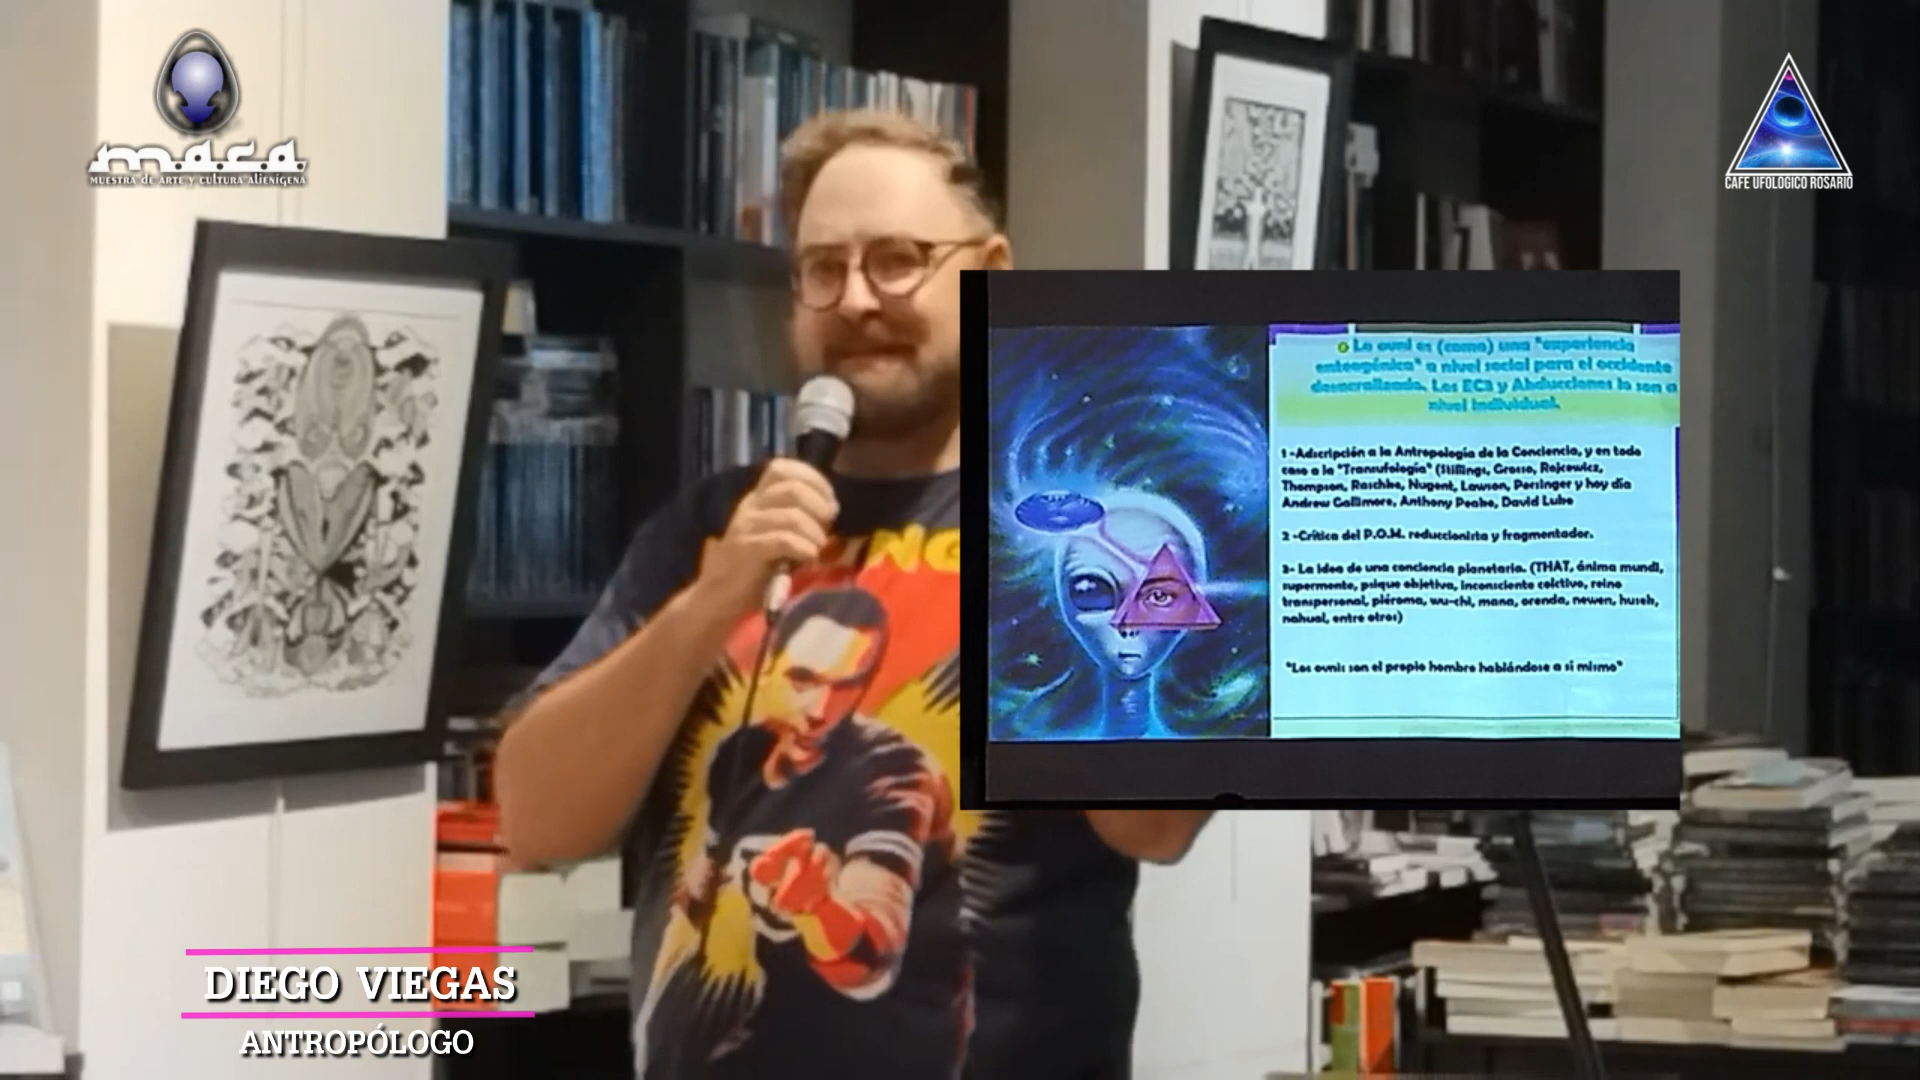 m.a.c.a.
MUESTRA de ARTE y CULTURA ALIENÍGENA
CAFE UFOLOGICO ROSARIO
Lo ovni es (como) una "experiencia
enteogénica" a nivel social para el occidente
desacralizado. Los EC3 y Abducciones lo son a
nivel individual.
1 -Adscripción a la Antropología de la Conciencia, y en todo
caso a la "Transufología" (Stillings, Grosso, Rojcewicz,
Thompson, Raschke, Nugent, Lawson, Persinger y hoy día
Andrew Gallimore, Anthony Peake, David Luke
2 -Crítica del P.O.M. reduccionista y fragmentador.
3- La idea de una conciencia planetaria. (THAT, ánima mundi,
supermente, psique objetiva, inconsciente colctivo, reino
transpersonal, pléroma, wu-chi, mana, orenda, newen, huseh,
nahual, entre otros)
"Los ovnis son el propio hombre hablándose a sí mismo"
DIEGO VIEGAS
ANTROPÓLOGO